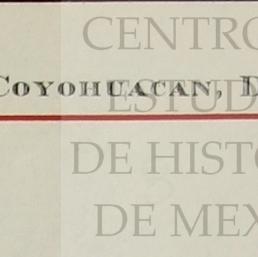 CENTRO
COYOHUACAN, D
ESTUD
DE HISTO
DE MEX